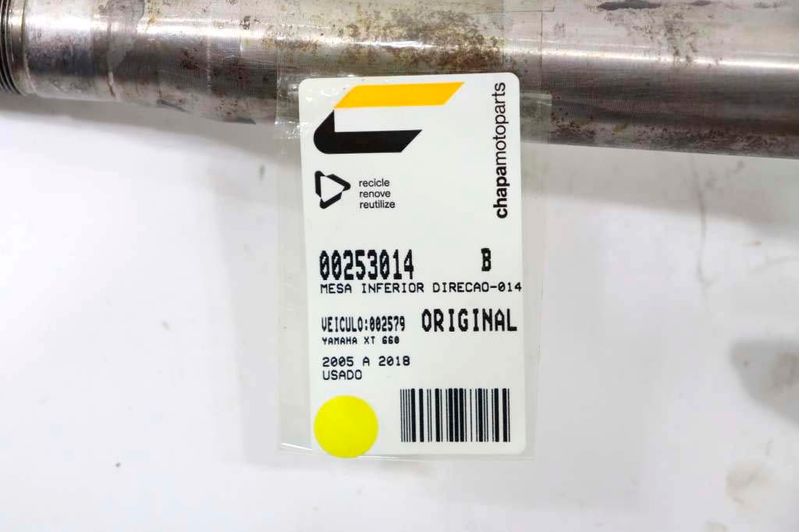 chapamotoparts
recicle
renove
reutilize
00253014 B
MESA INFERIOR DIRECAO-014
VEICULO:002579 ORIGINAL
YAMAHA XT 660
2005 A 2018
USADO